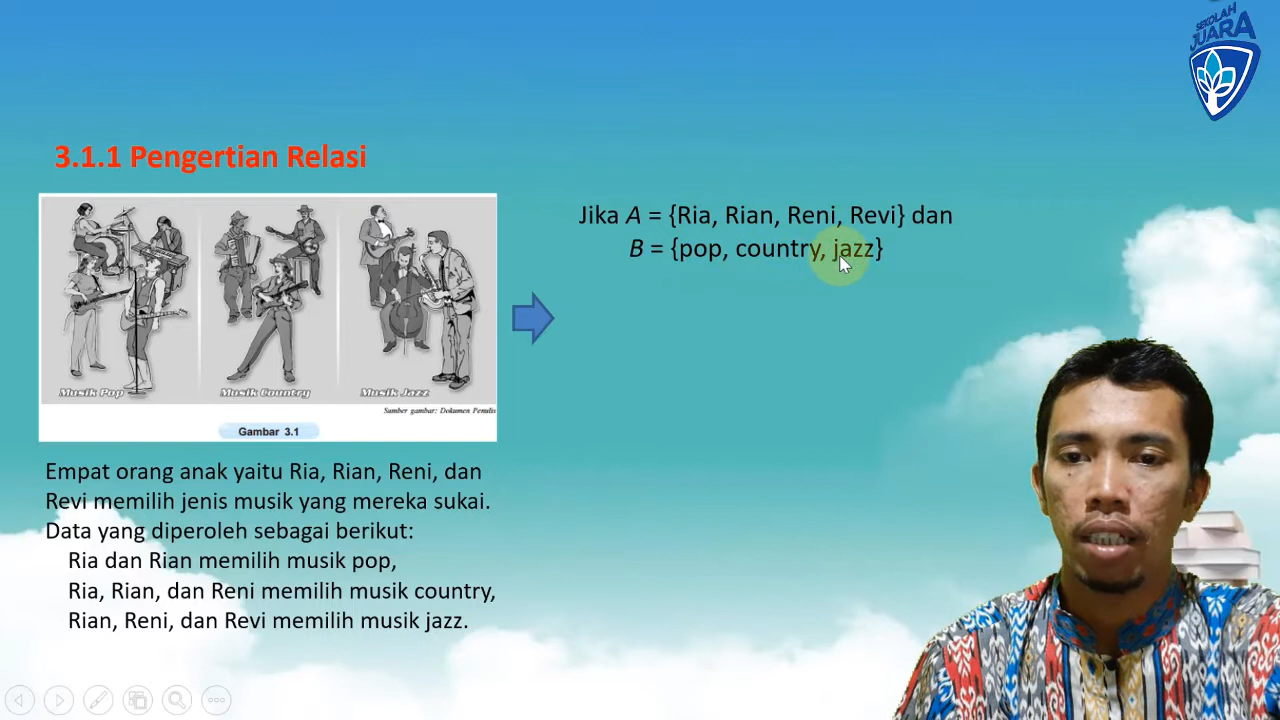 SEKOLAH
JUARA
3.1.1 Pengertian Relasi
Musik Pop
Musik Country
Musik Jazz
Sumber gambar: Dokumen Penulis
Gambar 3.1
Jika A = {Ria, Rian, Reni, Revi} dan
B = {pop, country, jazz}
Empat orang anak yaitu Ria, Rian, Reni, dan
Revi memilih jenis musik yang mereka sukai.
Data yang diperoleh sebagai berikut:
Ria dan Rian memilih musik pop,
Ria, Rian, dan Reni memilih musik country,
Rian, Reni, dan Revi memilih musik jazz.